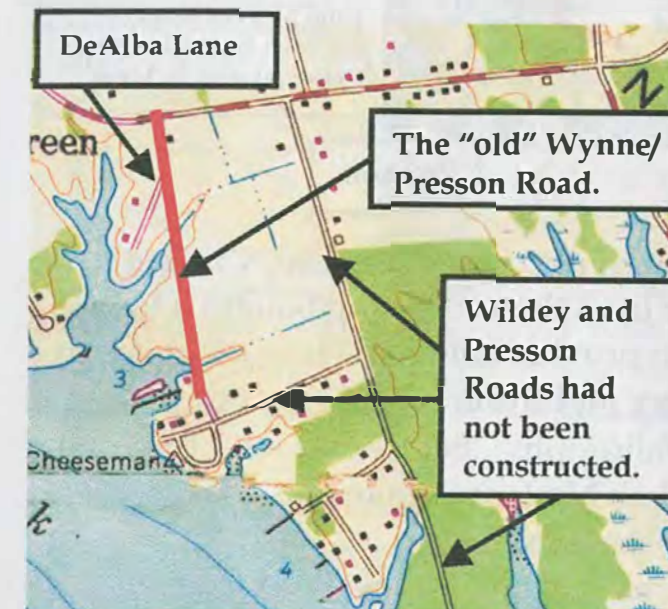 DeAlba Lane
reen
N
The "old" Wynne/
Presson Road.
Wildey and
Presson
Roads had
not been
constructed.
3
Cheeseman
k
4